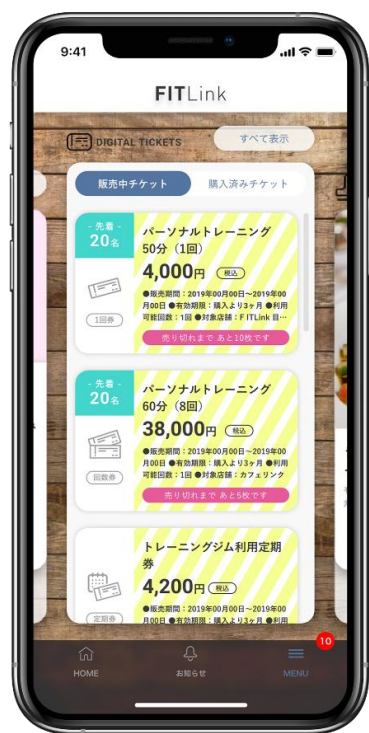 9:41
FITLink
DIGITAL TICKETS
すべて表示
販売中チケット
購入済みチケット
- 先着 -
20名
1回券
パーソナルトレーニング
50分（1回）
4,000円 税込
●販売期間：2019年00月00日〜2019年00
月00日 ●有効期限：購入より3ヶ月 ●利用
可能回数：1回 ●対象店舗：FITLink 目…
売り切れまで あと10枚です
- 先着 -
20名
回数券
パーソナルトレーニング
60分（8回）
38,000円 税込
●販売期間：2019年00月00日〜2019年00
月00日 ●有効期限：購入より3ヶ月 ●利用
可能回数：1回 ●対象店舗：カフェリンク
売り切れまで あと5枚です
定期券
トレーニングジム利用定期
券
4,200円 税込
●販売期間：2019年00月00日〜2019年00
月00日 ●有効期限：購入より3ヶ月 ●利用
10
HOME
お知らせ
MENU